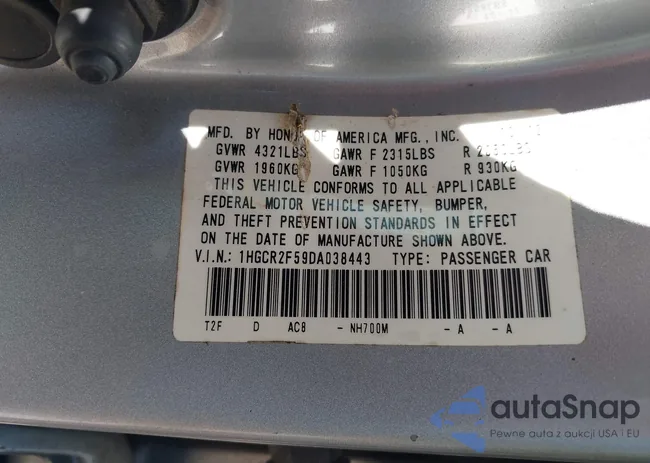 MFD. BY HONDA OF AMERICA MFG., INC.
GVWR 4321LBS GAWR F 2315LBS R
GVWR 1960KG GAWR F 1050KG R 930KG
THIS VEHICLE CONFORMS TO ALL APPLICABLE
FEDERAL MOTOR VEHICLE SAFETY, BUMPER,
AND THEFT PREVENTION STANDARDS IN EFFECT
ON THE DATE OF MANUFACTURE SHOWN ABOVE.
V.I.N.: 1HGCR2F59DA038443 TYPE: PASSENGER CAR
T2F D AC8 - NH700M - A - A
autaSnap
Pewne auta z aukcji USA i EU